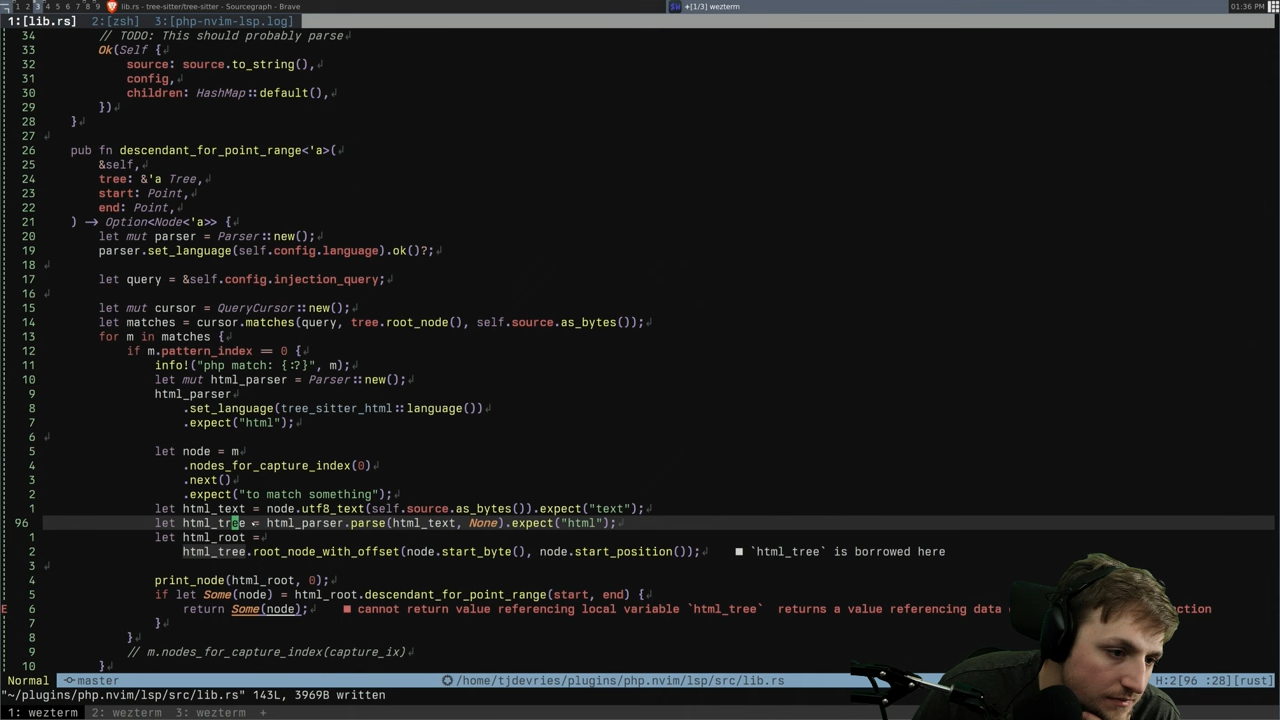 1 2 3 4 5 6 7 8 9 lib.rs - tree-sitter/tree-sitter - Sourcegraph - Brave +[1/3] wezterm 01:36 PM
1:[lib.rs] 2:[zsh] 3:[php-nvim-lsp.log]
34 // TODO: This should probably parse↲
33 Ok(Self {↲
32 source: source.to_string(),↲
31 config,↲
30 children: HashMap::default(),↲
29 })↲
28 }↲
27 ↲
26 pub fn descendant_for_point_range<'a>(↲
25 &self,↲
24 tree: &'a Tree,↲
23 start: Point,↲
22 end: Point,↲
21 ) -> Option<Node<'a>> {↲
20 let mut parser = Parser::new();↲
19 parser.set_language(self.config.language).ok()?;↲
18 ↲
17 let query = &self.config.injection_query;↲
16 ↲
15 let mut cursor = QueryCursor::new();↲
14 let matches = cursor.matches(query, tree.root_node(), self.source.as_bytes());↲
13 for m in matches {↲
12 if m.pattern_index == 0 {↲
11 info!("php match: {:?}", m);↲
10 let mut html_parser = Parser::new();↲
9 html_parser↲
8 .set_language(tree_sitter_html::language())↲
7 .expect("html");↲
6 ↲
5 let node = m↲
4 .nodes_for_capture_index(0)↲
3 .next()↲
2 .expect("to match something");↲
1 let html_text = node.utf8_text(self.source.as_bytes()).expect("text");↲
96 let html_tree = html_parser.parse(html_text, None).expect("html");↲
1 let html_root =↲
2 html_tree.root_node_with_offset(node.start_byte(), node.start_position());↲ ■ `html_tree` is borrowed here
3 ↲
4 print_node(html_root, 0);↲
5 if let Some(node) = html_root.descendant_for_point_range(start, end) {↲
E 6 return Some(node);↲ ■ cannot return value referencing local variable `html_tree` returns a value referencing data
7 }↲
8 }↲
9 // m.nodes_for_capture_index(capture_ix)↲
10 }↲
Normal master /home/tjdevries/plugins/php.nvim/lsp/src/lib.rs H:2[96 :28][rust]
"~/plugins/php.nvim/lsp/src/lib.rs" 143L, 3969B written
1: wezterm 2: wezterm 3: wezterm +